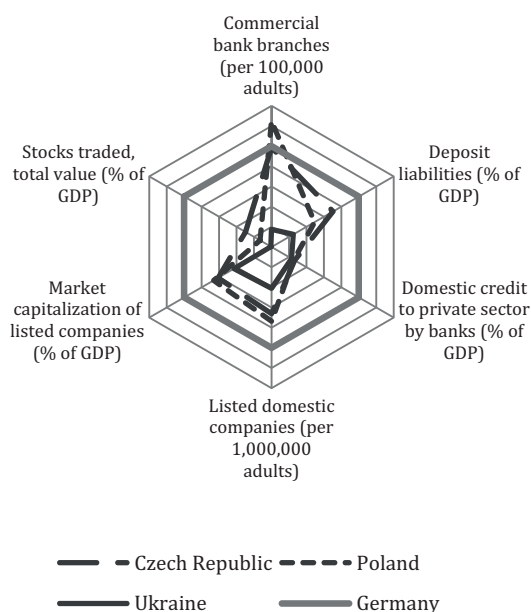 Commercial
bank branches
(per 100,000
adults)
Stocks traded,
total value (% of
GDP)
Deposit
liabilities (% of
GDP)
Market
capitalization of
listed companies
(% of GDP)
Domestic credit
to private sector
by banks (% of
GDP)
Listed domestic
companies (per
1,000,000
adults)
Czech Republic
Poland
Ukraine
Germany